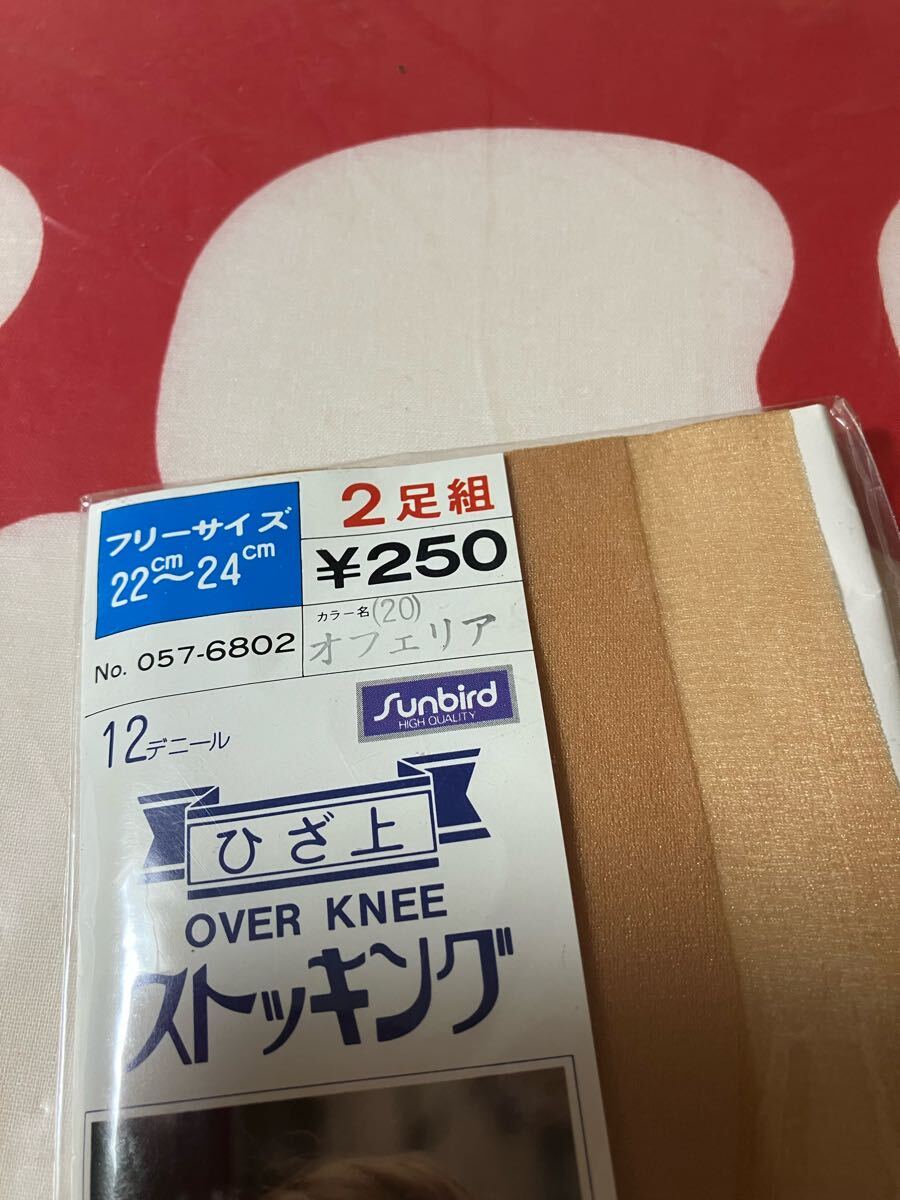 フリーサイズ
22cm〜24cm
2足組
¥250
No. 057-6802
カラー名(20)
オフェリア
Sunbird
HIGH QUALITY
12デニール
ひざ上
OVER KNEE
ストッキング